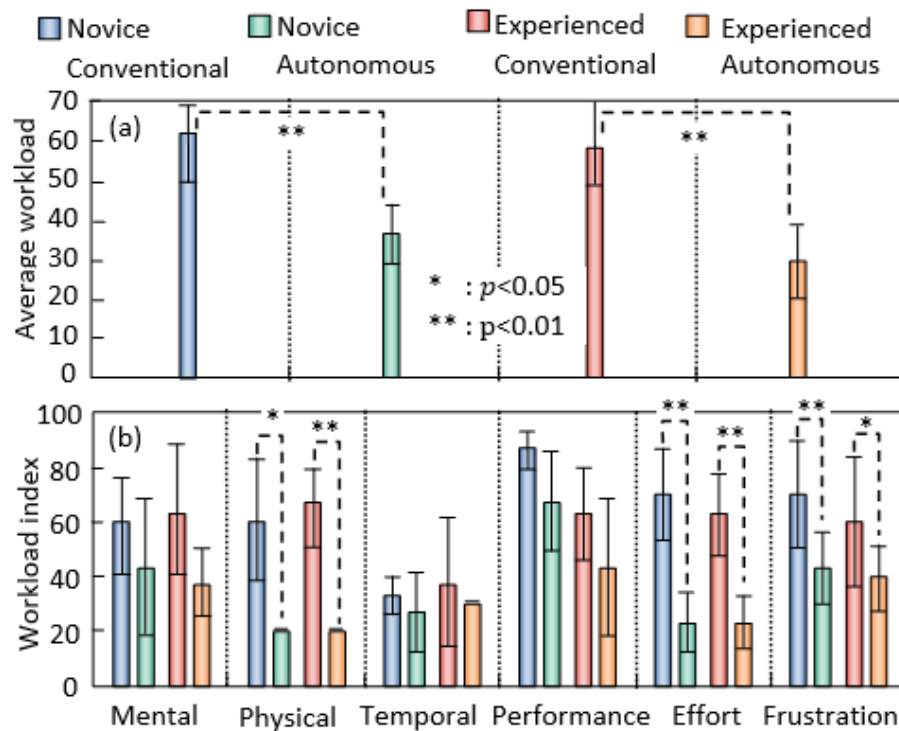 Novice Novice Experienced Experienced
Conventional Autonomous Conventional Autonomous
(a)
Average workload
70
60
50
40
30
20
10
0
**
**
* : p<0.05
** : p<0.01
(b)
Workload index
100
80
60
40
20
0
*
**
**
**
**
*
Mental Physical Temporal Performance Effort Frustration